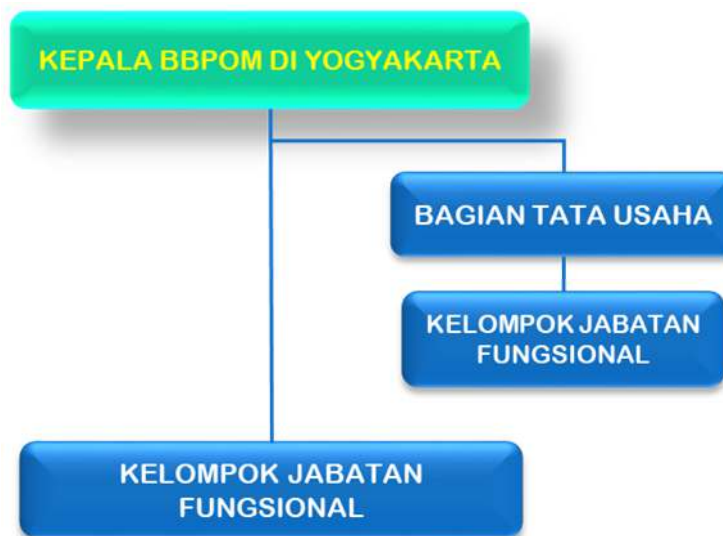 KEPALA BBPOM DI YOGYAKARTA
BAGIAN TATA USAHA
KELOMPOK JABATAN
FUNGSIONAL
KELOMPOK JABATAN
FUNGSIONAL